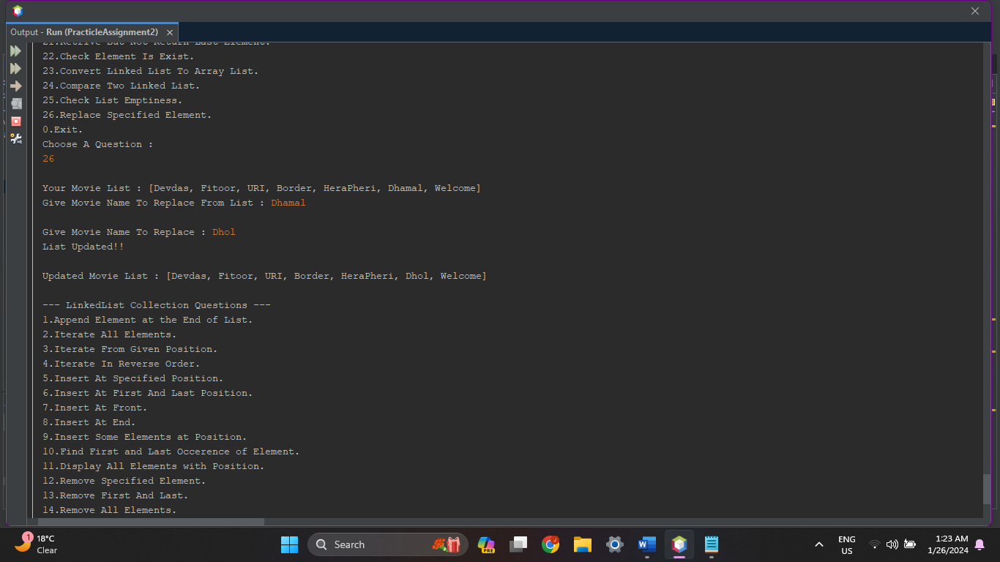 Output - Run (PracticleAssignment2)
21.Retrive But Not Return Last Element.
22.Check Element Is Exist.
23.Convert Linked List To Array List.
24.Compare Two Linked List.
25.Check List Emptiness.
26.Replace Specified Element.
0.Exit.
Choose A Question :
26
Your Movie List : [Devdas, Fitoor, URI, Border, HeraPheri, Dhamal, Welcome]
Give Movie Name To Replace From List : Dhamal
Give Movie Name To Replace : Dhol
List Updated!!
Updated Movie List : [Devdas, Fitoor, URI, Border, HeraPheri, Dhol, Welcome]
--- LinkedList Collection Questions ---
1.Append Element at the End of List.
2.Iterate All Elements.
3.Iterate From Given Position.
4.Iterate In Reverse Order.
5.Insert At Specified Position.
6.Insert At First And Last Position.
7.Insert At Front.
8.Insert At End.
9.Insert Some Elements at Position.
10.Find First and Last Occerence of Element.
11.Display All Elements with Position.
12.Remove Specified Element.
13.Remove First And Last.
14.Remove All Elements.
1
18°C
Clear
Search
PRE
ENG
US
1:23 AM
1/26/2024